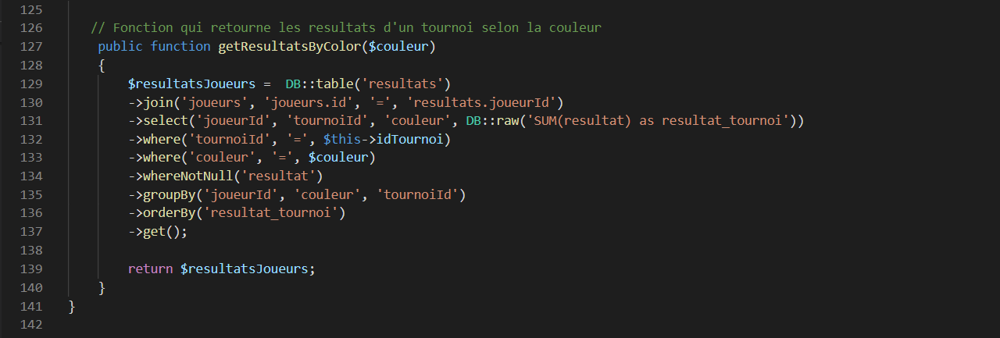 125
126 // Fonction qui retourne les resultats d'un tournoi selon la couleur
127 public function getResultatsByColor($couleur)
128 {
129 $resultatsJoueurs =  DB::table('resultats')
130 ->join('joueurs', 'joueurs.id', '=', 'resultats.joueurId')
131 ->select('joueurId', 'tournoiId', 'couleur', DB::raw('SUM(resultat) as resultat_tournoi'))
132 ->where('tournoiId', '=', $this->idTournoi)
133 ->where('couleur', '=', $couleur)
134 ->whereNotNull('resultat')
135 ->groupBy('joueurId', 'couleur', 'tournoiId')
136 ->orderBy('resultat_tournoi')
137 ->get();
138
139 return $resultatsJoueurs;
140 }
141 }
142